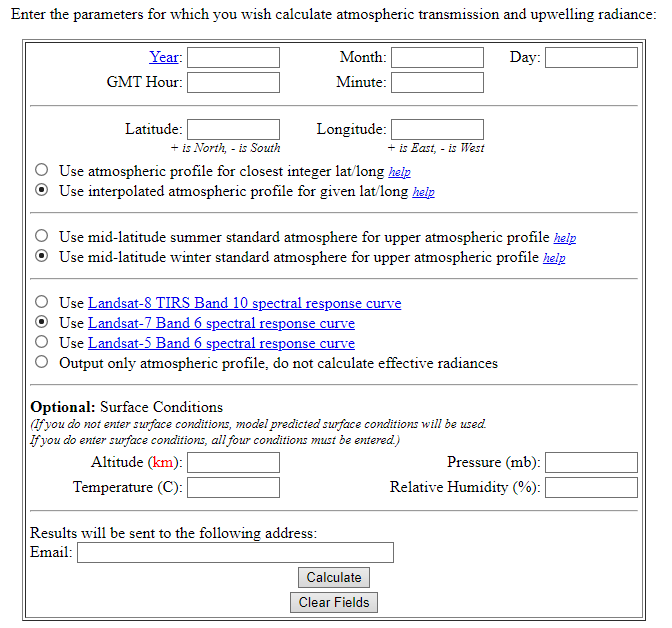 Enter the parameters for which you wish calculate atmospheric transmission and upwelling radiance:
Year: Month: Day:
GMT Hour: Minute:
Latitude: Longitude:
+ is North, - is South + is East, - is West
Use atmospheric profile for closest integer lat/long help
Use interpolated atmospheric profile for given lat/long help
Use mid-latitude summer standard atmosphere for upper atmospheric profile help
Use mid-latitude winter standard atmosphere for upper atmospheric profile help
Use Landsat-8 TIRS Band 10 spectral response curve
Use Landsat-7 Band 6 spectral response curve
Use Landsat-5 Band 6 spectral response curve
Output only atmospheric profile, do not calculate effective radiances
Optional: Surface Conditions
(If you do not enter surface conditions, model predicted surface conditions will be used.
If you do enter surface conditions, all four conditions must be entered.)
Altitude (km): Pressure (mb):
Temperature (C): Relative Humidity (%):
Results will be sent to the following address:
Email:
Calculate
Clear Fields